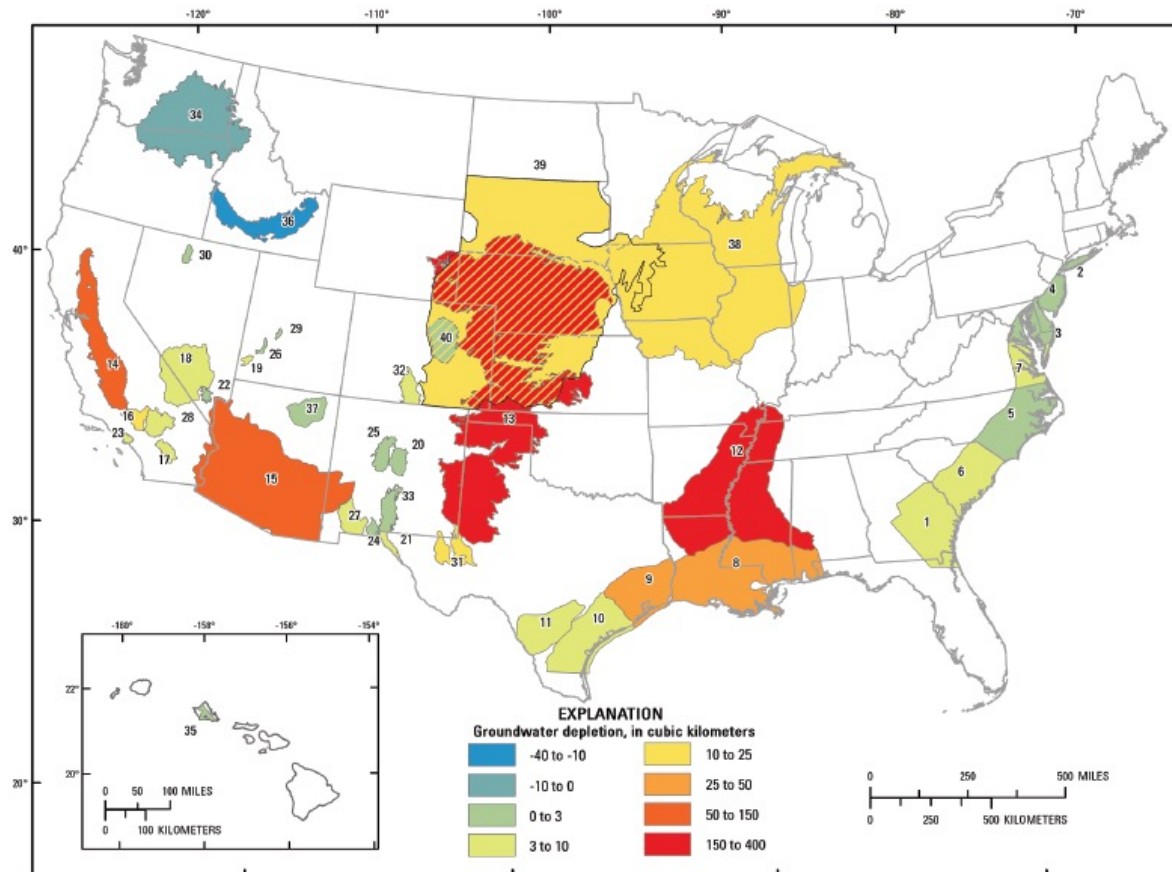 -120° -110° -100° -90° -80° -70°
40°
30°
20°
34
39
36
38
30
2
4
3
40
29
26
19
18
14
32
7
22
5
37
16
28
13
23
25
20
12
17
6
15
33
27
1
24
21
31
8
9
11
10
-160° -158° -156° -154°
22°
20°
35
0 50 100 MILES
0 100 KILOMETERS
EXPLANATION
Groundwater depletion, in cubic kilometers
-40 to -10
-10 to 0
0 to 3
3 to 10
10 to 25
25 to 50
50 to 150
150 to 400
0 250 500 MILES
0 250 500 KILOMETERS